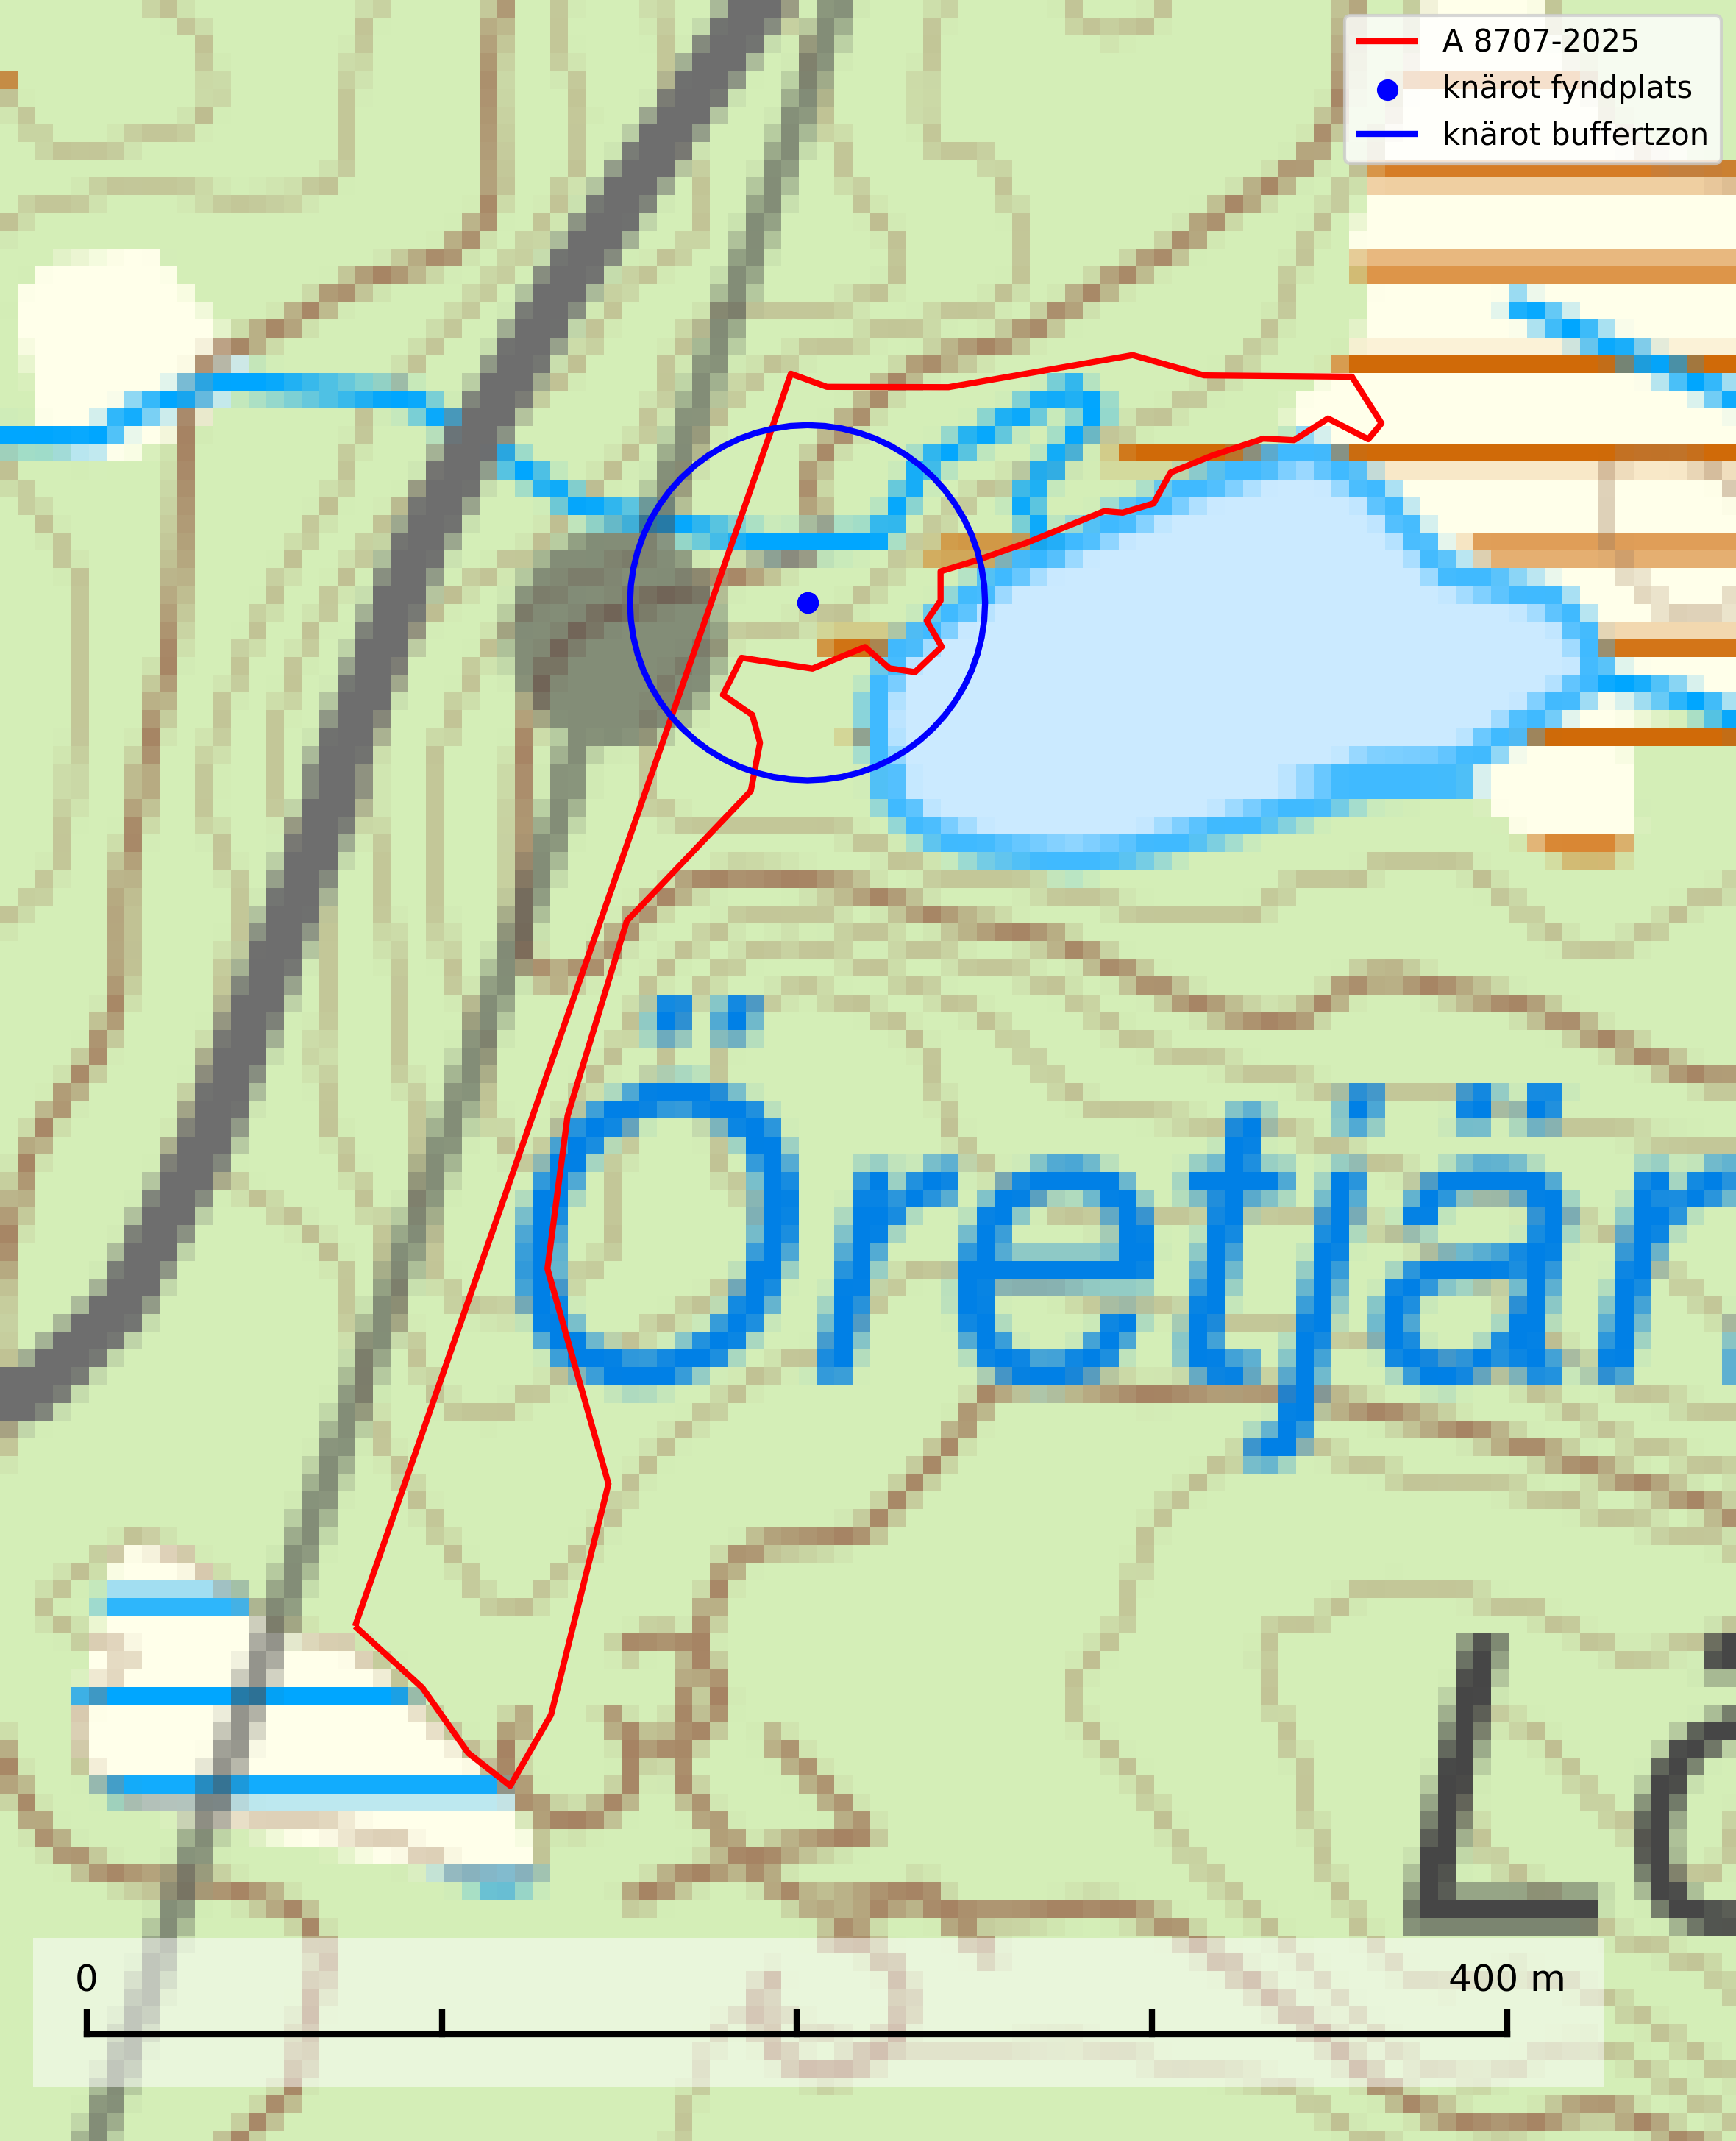 A 8707-2025
knärot fyndplats
knärot buffertzon
Öretjär
0
400 m